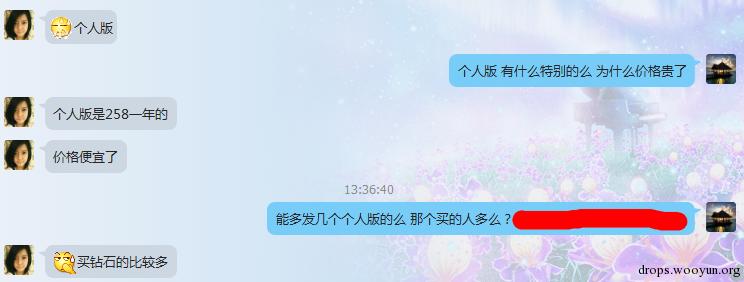 个人版
个人版 有什么特别的么 为什么价格贵了
个人版是258一年的
价格便宜了
13:36:40
能多发几个个人版的么 那个买的人多么？
买钻石的比较多
drops.wooyun.org